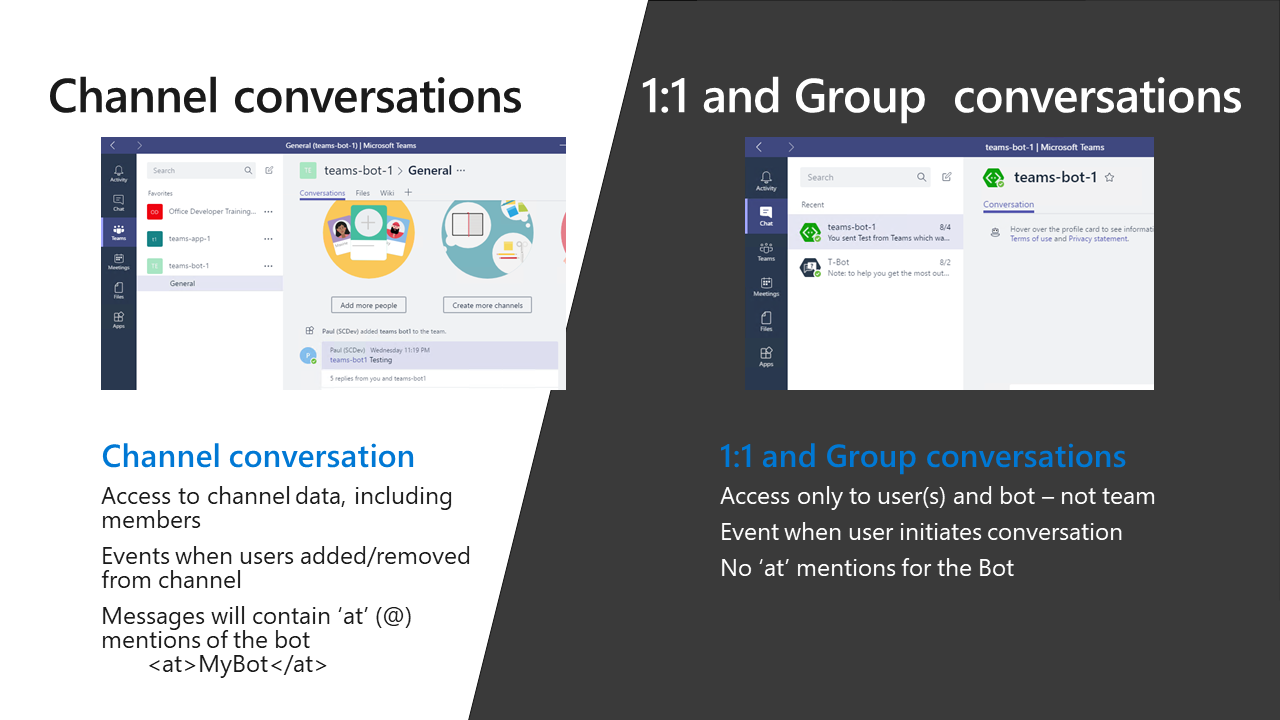 Channel conversations
1:1 and Group  conversations
General (teams-bot-1) | Microsoft Teams
Activity
Chat
Teams
Meetings
Files
Apps
Search
Favorites
OD Office Developer Training...
TT teams-app-1
TE teams-bot-1
General
TE teams-bot-1 > General
Conversations Files Wiki
Add more people
Create more channels
Paul (SCDev) added teams bot1 to the team.
P
Paul (SCDev) Wednesday 11:19 PM
teams-bot1 Testing
5 replies from you and teams-bot1
teams-bot-1 | Microsoft Teams
Activity
Chat
Teams
Meetings
Files
Apps
Search
Recent
teams-bot-1 8/4
You sent Test from Teams which wa...
T-Bot 8/2
Note: to help you get the most out...
teams-bot-1
Conversation
Hover over the profile card to see
Terms of use and Privacy statement.
Channel conversation
Access to channel data, including
members
Events when users added/removed
from channel
Messages will contain ‘at’ (@)
mentions of the bot
<at>MyBot</at>
1:1 and Group conversations
Access only to user(s) and bot – not team
Event when user initiates conversation
No ‘at’ mentions for the Bot